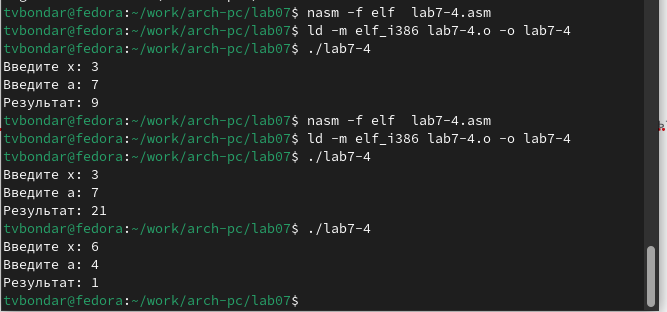 tvbondar@fedora:~/work/arch-pc/lab07$ nasm -f elf  lab7-4.asm
tvbondar@fedora:~/work/arch-pc/lab07$ ld -m elf_i386 lab7-4.o -o lab7-4
tvbondar@fedora:~/work/arch-pc/lab07$ ./lab7-4
Введите x: 3
Введите a: 7
Результат: 9
tvbondar@fedora:~/work/arch-pc/lab07$ nasm -f elf  lab7-4.asm
tvbondar@fedora:~/work/arch-pc/lab07$ ld -m elf_i386 lab7-4.o -o lab7-4
tvbondar@fedora:~/work/arch-pc/lab07$ ./lab7-4
Введите x: 3
Введите a: 7
Результат: 21
tvbondar@fedora:~/work/arch-pc/lab07$ ./lab7-4
Введите x: 6
Введите a: 4
Результат: 1
tvbondar@fedora:~/work/arch-pc/lab07$